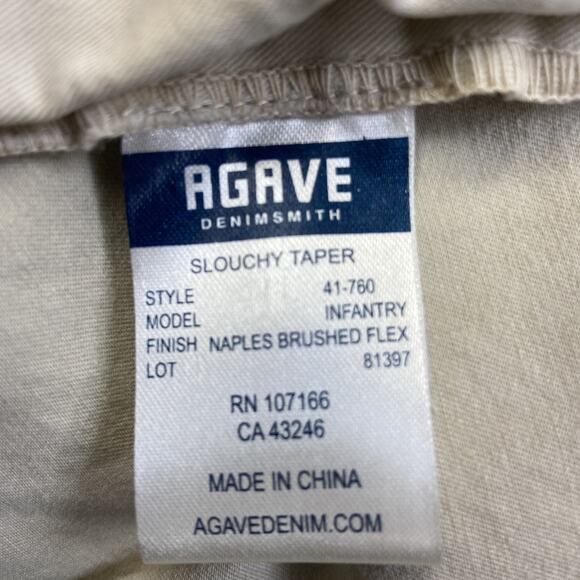 AGAVE
DENIMSMITH
SLOUCHY TAPER
STYLE 41-760
MODEL INFANTRY
FINISH NAPLES BRUSHED FLEX
LOT 81397
RN 107166
CA 43246
MADE IN CHINA
AGAVEDENIM.COM